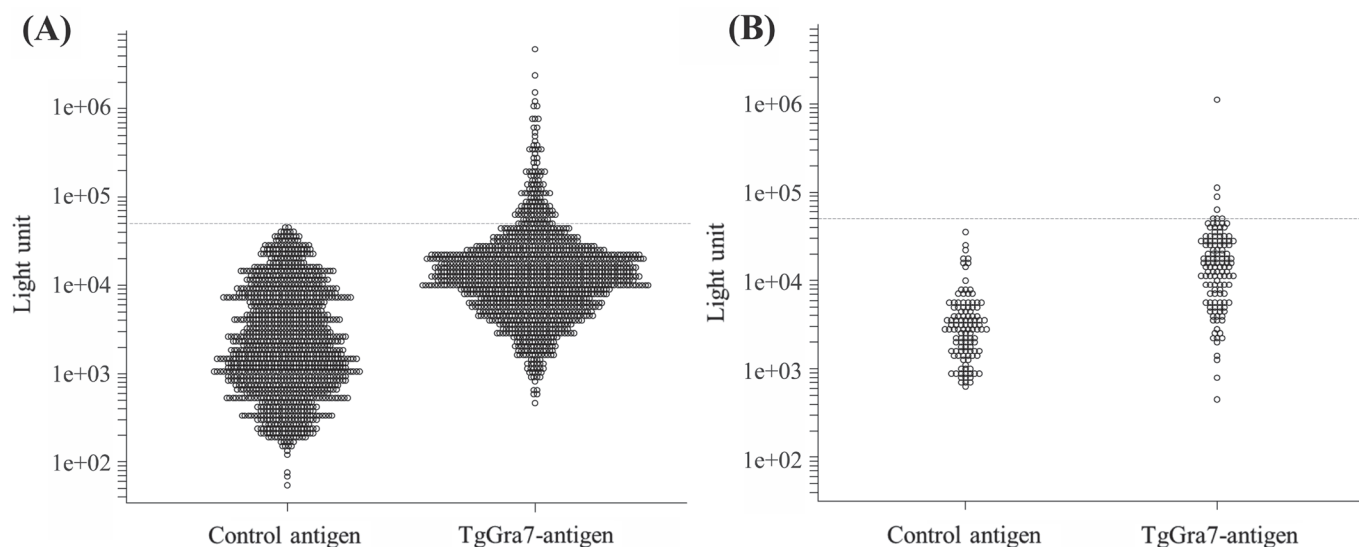 (A)
Light unit
1e+06
1e+05
1e+04
1e+03
1e+02
Control antigen
TgGra7-antigen
(B)
Light unit
1e+06
1e+05
1e+04
1e+03
1e+02
Control antigen
TgGra7-antigen